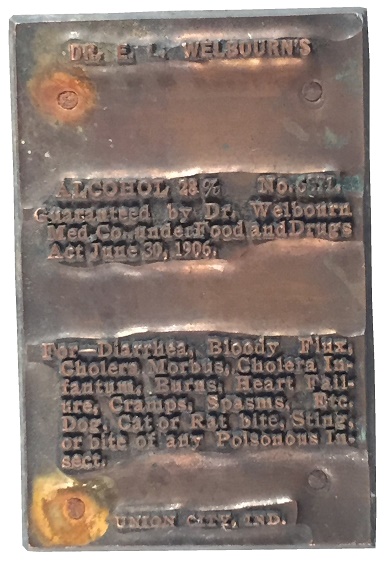 DR. E. L. WELBOURN'S
ALCOHOL 28% No.
Guaranteed by Dr. Welbourn
Med. Co. under Food and Drugs
Act June 30, 1906.
For—Diarrhea, Bloody Flux,
Cholera Morbus, Cholera In-
fantum, Burns, Heart Fail-
ure, Cramps, Spasms, Etc.
Dog, Cat or Rat bite, Sting,
or bite of any Poisonous In-
sect.
UNION CITY, IND.